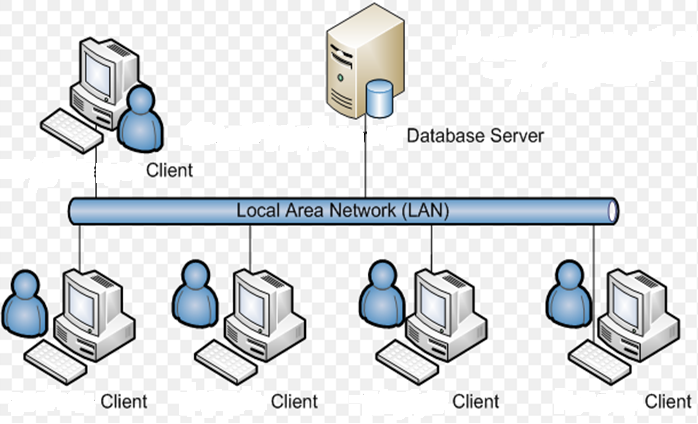 Database Server
Client
Local Area Network (LAN)
Client
Client
Client
Client